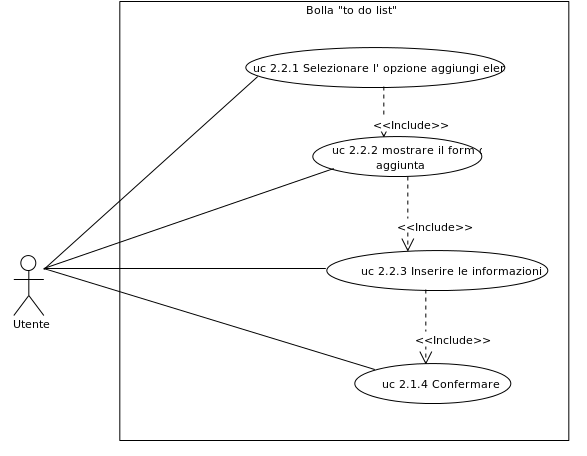 Bolla "to do list"
uc 2.2.1 Selezionare l' opzione aggiungi
<<Include>>
uc 2.2.2 mostrare il form
aggiunta
<<Include>>
uc 2.2.3 Inserire le informazioni
Utente
<<Include>>
uc 2.1.4 Confermare